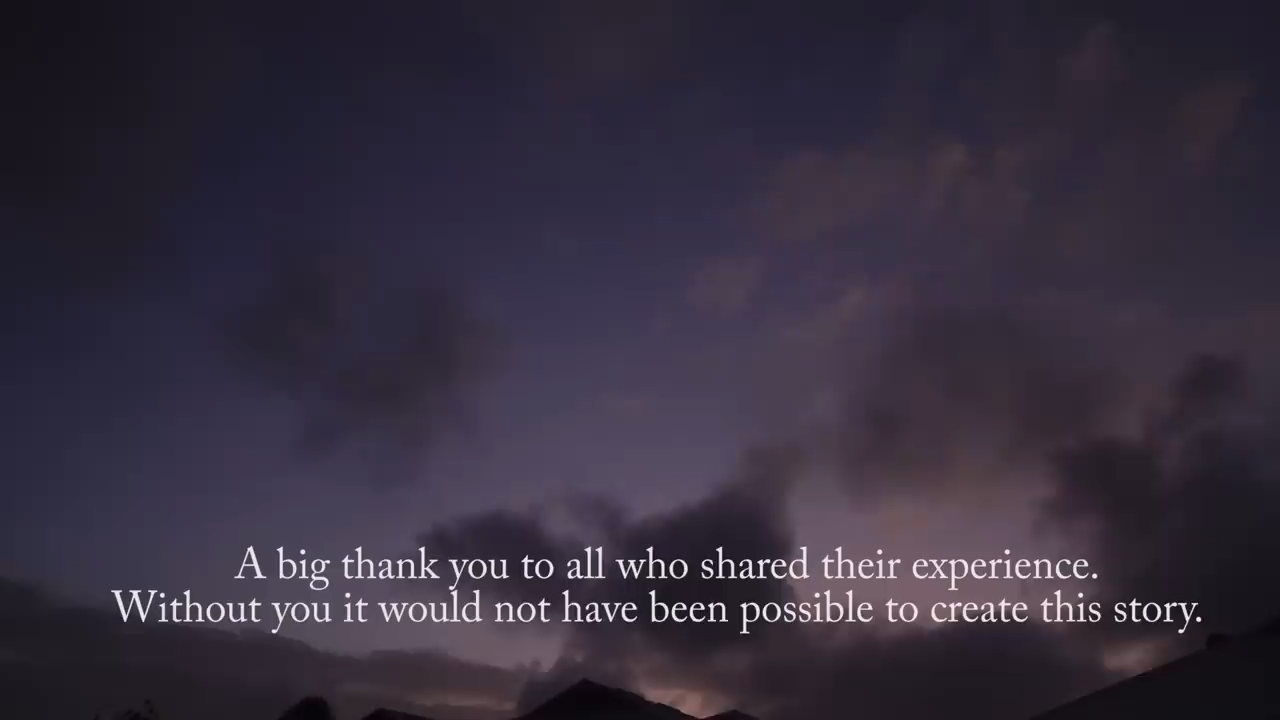 A big thank you to all who shared their experience.
Without you it would not have been possible to create this story.